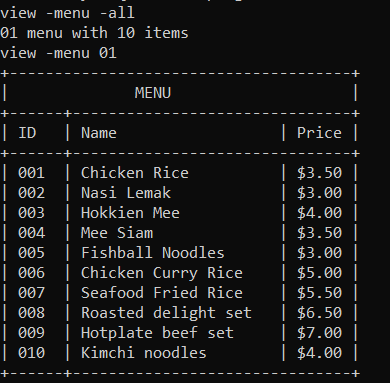 view -menu -all
01 menu with 10 items
view -menu 01
+--------------------------------------+
|              MENU                    |
+------+-------------------------------+
| ID   | Name                  | Price |
+------+-------------------------------+
| 001  | Chicken Rice          | $3.50 |
| 002  | Nasi Lemak            | $3.00 |
| 003  | Hokkien Mee           | $4.00 |
| 004  | Mee Siam              | $3.50 |
| 005  | Fishball Noodles      | $3.00 |
| 006  | Chicken Curry Rice    | $5.00 |
| 007  | Seafood Fried Rice    | $5.50 |
| 008  | Roasted delight set   | $6.50 |
| 009  | Hotplate beef set     | $7.00 |
| 010  | Kimchi noodles        | $4.00 |
+------+-------------------------------+